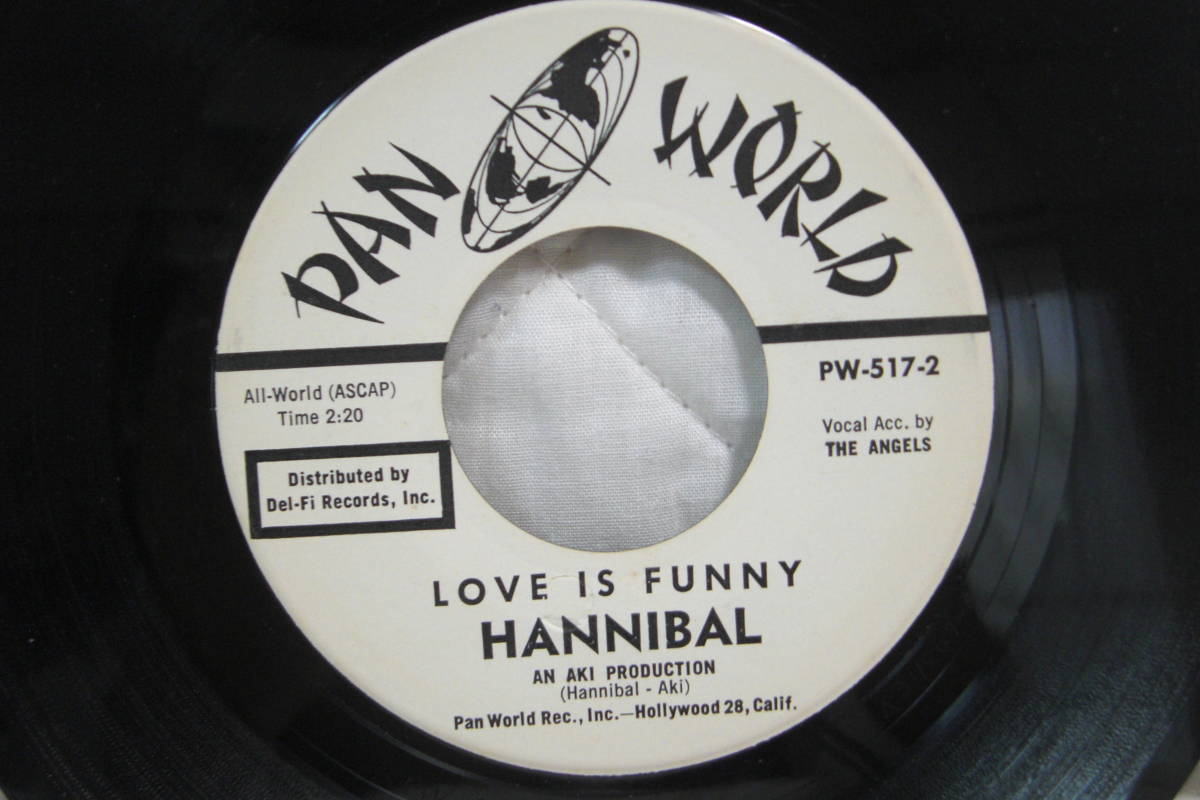 PAN WORLD
All-World (ASCAP)
Time 2:20
Distributed by
Del-Fi Records, Inc.
PW-517-2
Vocal Acc. by
THE ANGELS
LOVE IS FUNNY
HANNIBAL
AN AKI PRODUCTION
(Hannibal - Aki)
Pan World Rec., Inc.—Hollywood 28, Calif.